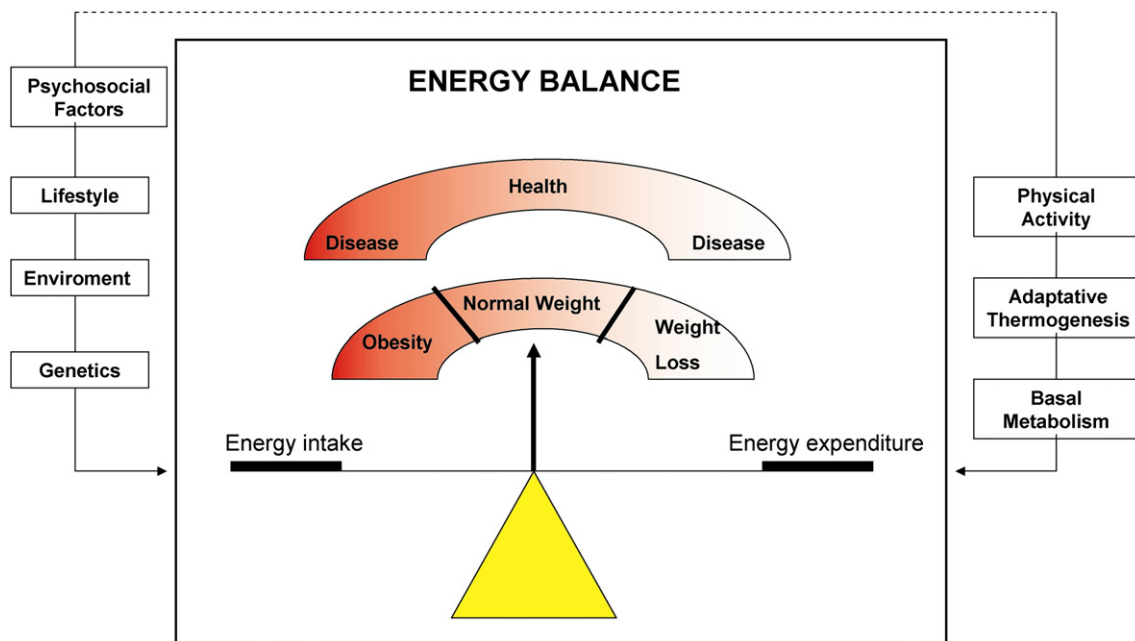 ENERGY BALANCE
Psychosocial
Factors
Lifestyle
Enviroment
Genetics
Health
Disease
Disease
Normal Weight
Obesity
Weight
Loss
Energy intake
Energy expenditure
Physical
Activity
Adaptative
Thermogenesis
Basal
Metabolism